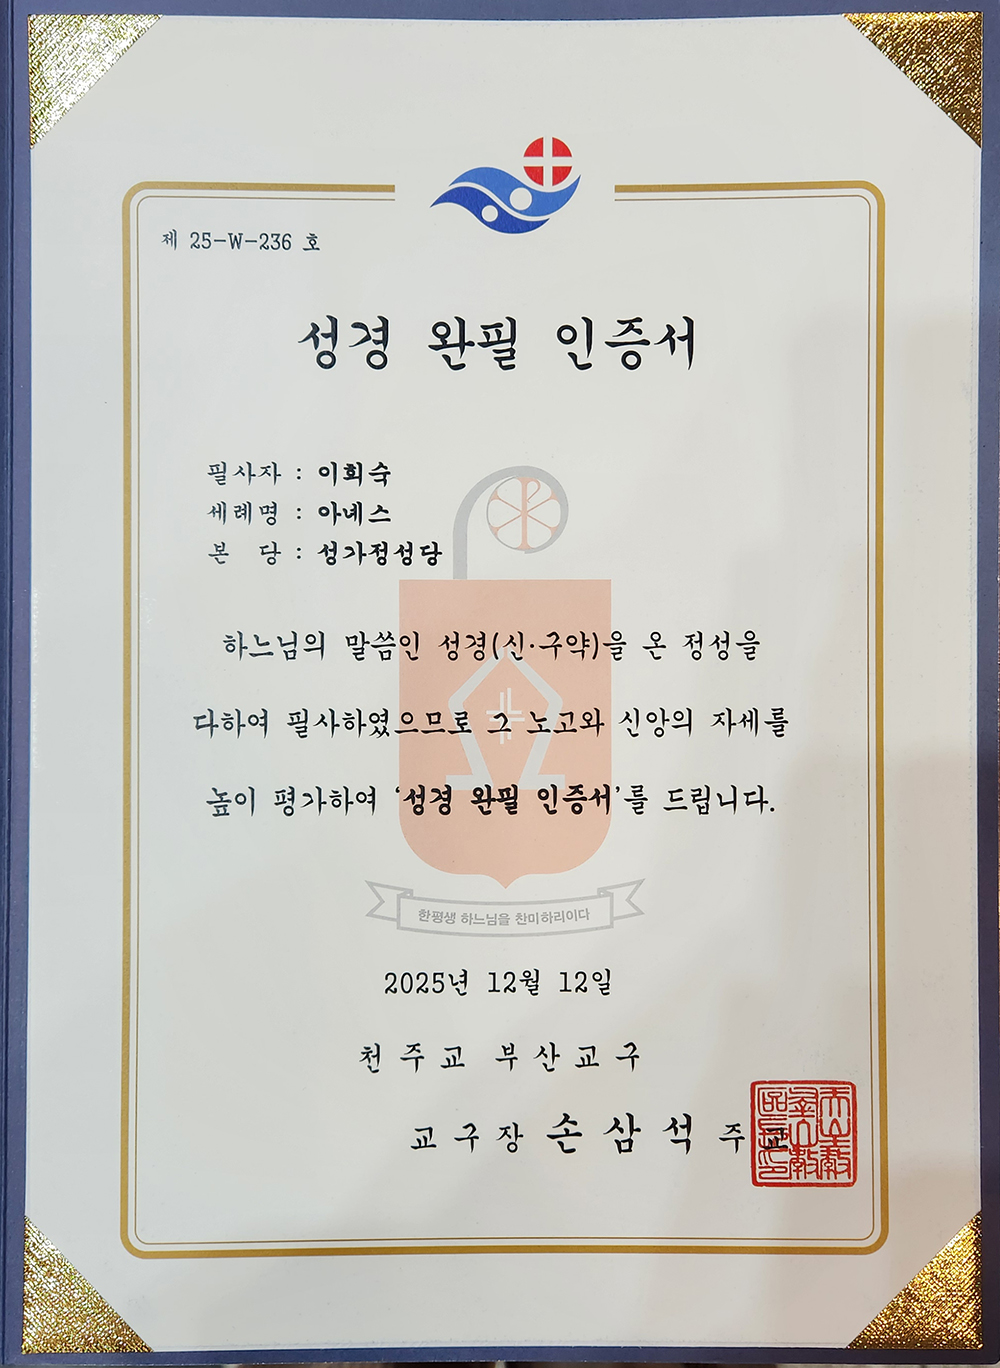 제 25-W-236 호
성경 완필 인증서
필사자 : 이희숙
세례명 : 아녜스
본 당 : 성가정성당
하느님의 말씀인 성경(신·구약)을 온 정성을
다하여 필사하였으므로 그 노고와 신앙의 자세를
높이 평가하여 ‘성경 완필 인증서’를 드립니다.
한평생 하느님을 찬미하리이다
2025년 12월 12일
천주교 부산교구
교구장 손삼석 주교